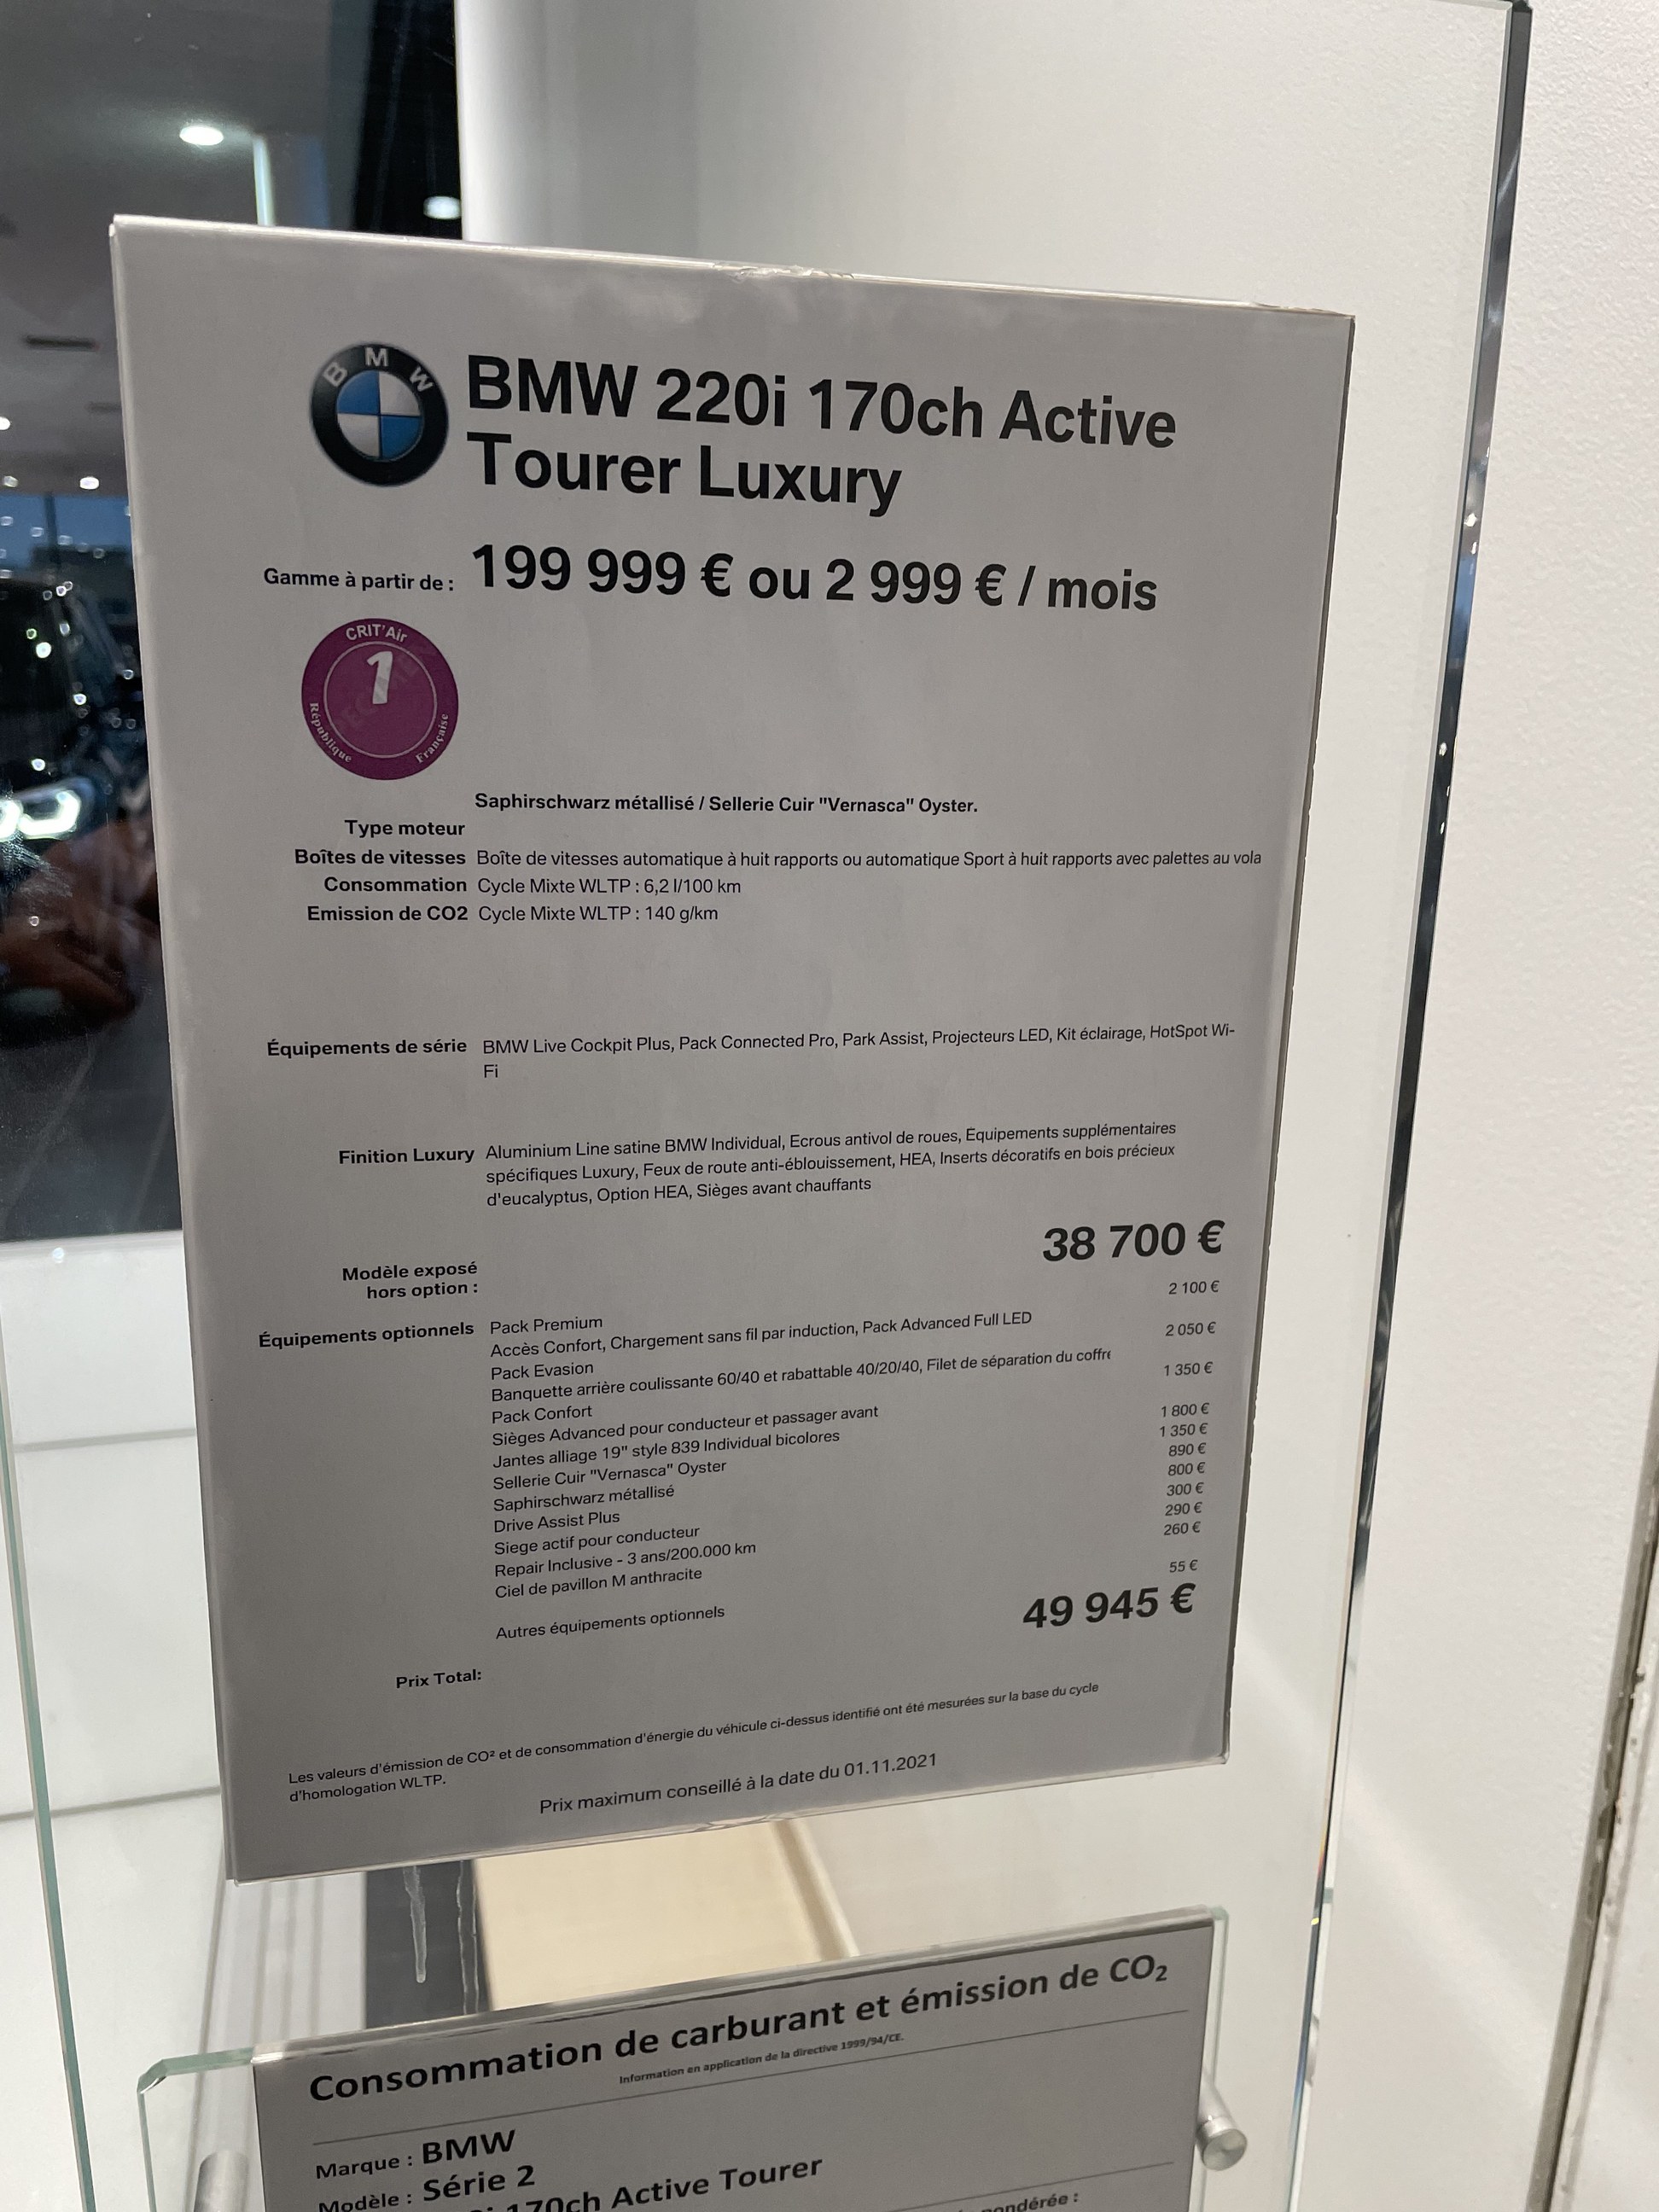 BMW
BMW 220i 170ch Active
Tourer Luxury
Gamme à partir de : 199 999 € ou 2 999 € / mois
CRIT'Air
1
République Française
Saphirschwarz métallisé / Sellerie Cuir "Vernasca" Oyster.
Type moteur
Boîtes de vitesses Boîte de vitesses automatique à huit rapports ou automatique Sport à huit rapports avec palettes au vola
Consommation Cycle Mixte WLTP : 6,2 l/100 km
Emission de CO2 Cycle Mixte WLTP : 140 g/km
Équipements de série BMW Live Cockpit Plus, Pack Connected Pro, Park Assist, Projecteurs LED, Kit éclairage, HotSpot Wi-
Fi
Finition Luxury Aluminium Line satine BMW Individual, Ecrous antivol de roues, Equipements supplémentaires
spécifiques Luxury, Feux de route anti-éblouissement, HEA, Inserts décoratifs en bois précieux
d'eucalyptus, Option HEA, Sièges avant chauffants
Modèle exposé
hors option :
38 700 €
Équipements optionnels Pack Premium 2 100 €
Accès Confort, Chargement sans fil par induction, Pack Advanced Full LED
Pack Evasion 2 050 €
Banquette arrière coulissante 60/40 et rabattable 40/20/40, Filet de séparation du coffre
Pack Confort 1 350 €
Sièges Advanced pour conducteur et passager avant
Jantes alliage 19" style 839 Individual bicolores 1 800 €
Sellerie Cuir "Vernasca" Oyster 1 350 €
Saphirschwarz métallisé 890 €
Drive Assist Plus 800 €
Siege actif pour conducteur 300 €
Repair Inclusive - 3 ans/200.000 km 290 €
Ciel de pavillon M anthracite 260 €
Autres équipements optionnels 55 €
Prix Total: 49 945 €
Les valeurs d'émission de CO² et de consommation d'énergie du véhicule ci-dessus identifié ont été mesurées sur la base du cycle
d'homologation WLTP.
Prix maximum conseillé à la date du 01.11.2021
Consommation de carburant et émission de CO₂
Information en application de la directive 1999/94/CE.
Marque : BMW
Modèle : Série 2
170ch Active Tourer
pondérée :